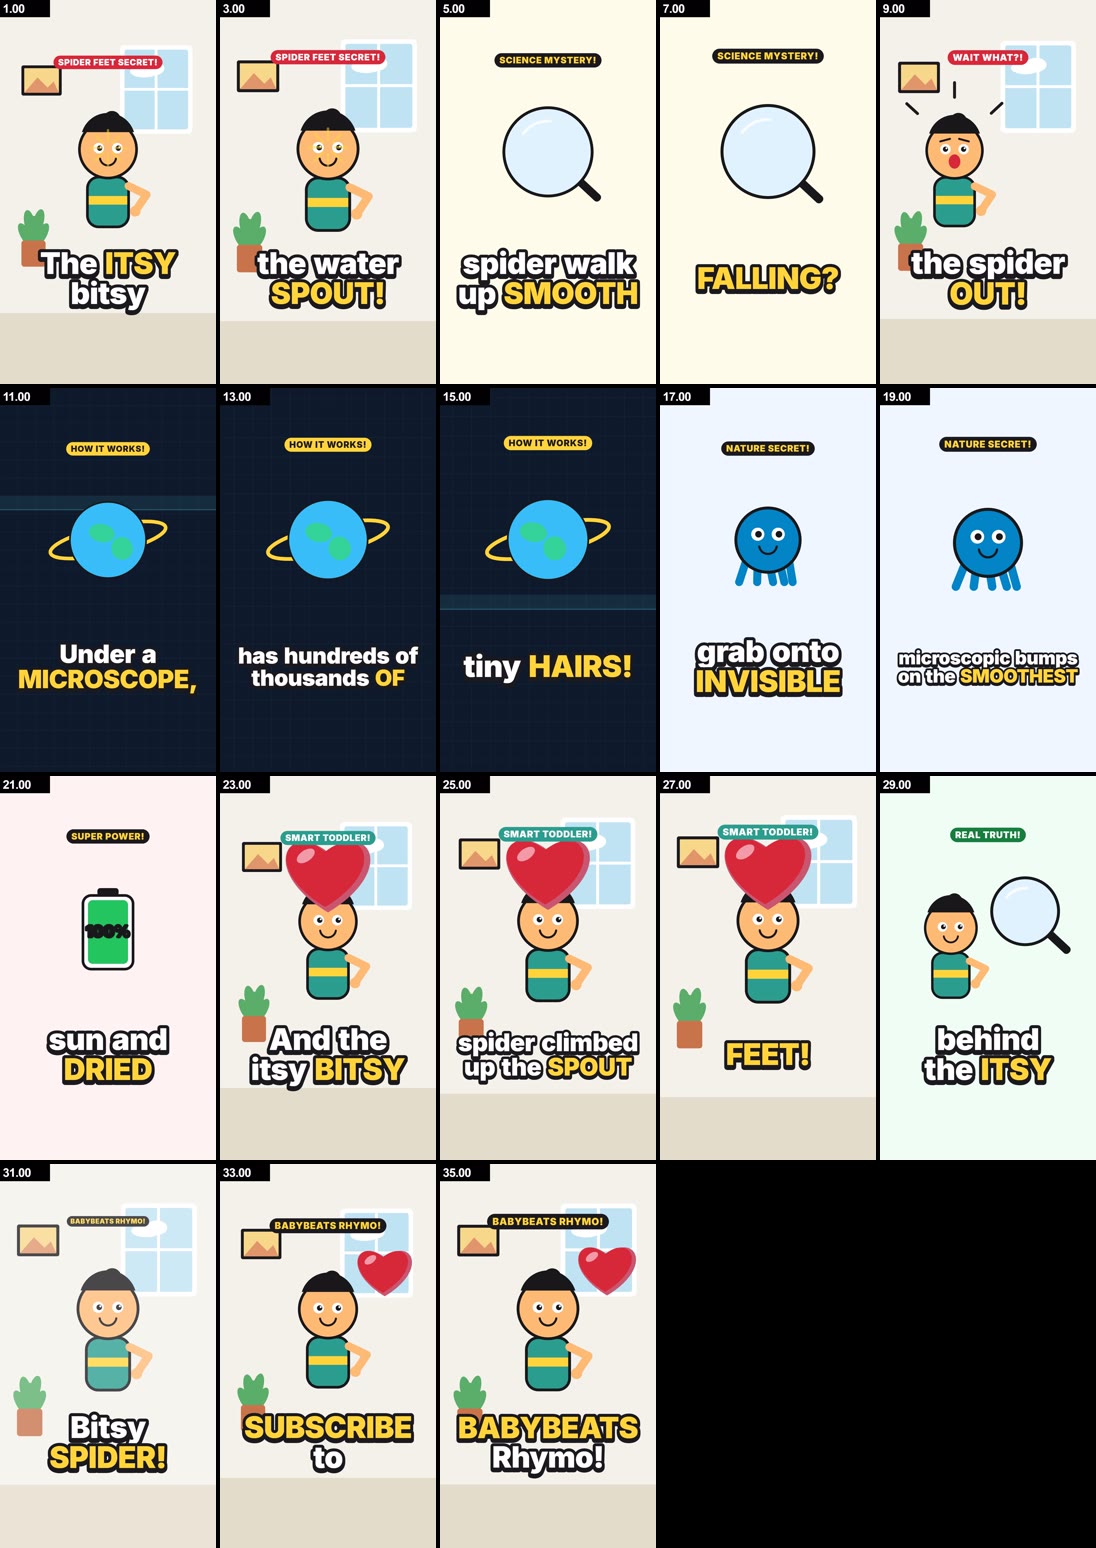 1.00
SPIDER FEET SECRET!
The ITSY
bitsy
3.00
SPIDER FEET SECRET!
the water
SPOUT!
5.00
SCIENCE MYSTERY!
spider walk
up SMOOTH
7.00
SCIENCE MYSTERY!
FALLING?
9.00
WAIT WHAT?!
the spider
OUT!
11.00
HOW IT WORKS!
Under a
MICROSCOPE,
13.00
HOW IT WORKS!
has hundreds of
thousands OF
15.00
HOW IT WORKS!
tiny HAIRS!
17.00
NATURE SECRET!
grab onto
INVISIBLE
19.00
NATURE SECRET!
microscopic bumps
on the SMOOTHEST
21.00
SUPER POWER!
100%
sun and
DRIED
23.00
SMART TODDLER!
And the
itsy BITSY
25.00
SMART TODDLER!
spider climbed
up the SPOUT
27.00
SMART TODDLER!
FEET!
29.00
REAL TRUTH!
behind
the ITSY
31.00
BABYBEATS RHYMO!
Bitsy
SPIDER!
33.00
BABYBEATS RHYMO!
SUBSCRIBE
to
35.00
BABYBEATS RHYMO!
BABYBEATS
Rhymo!